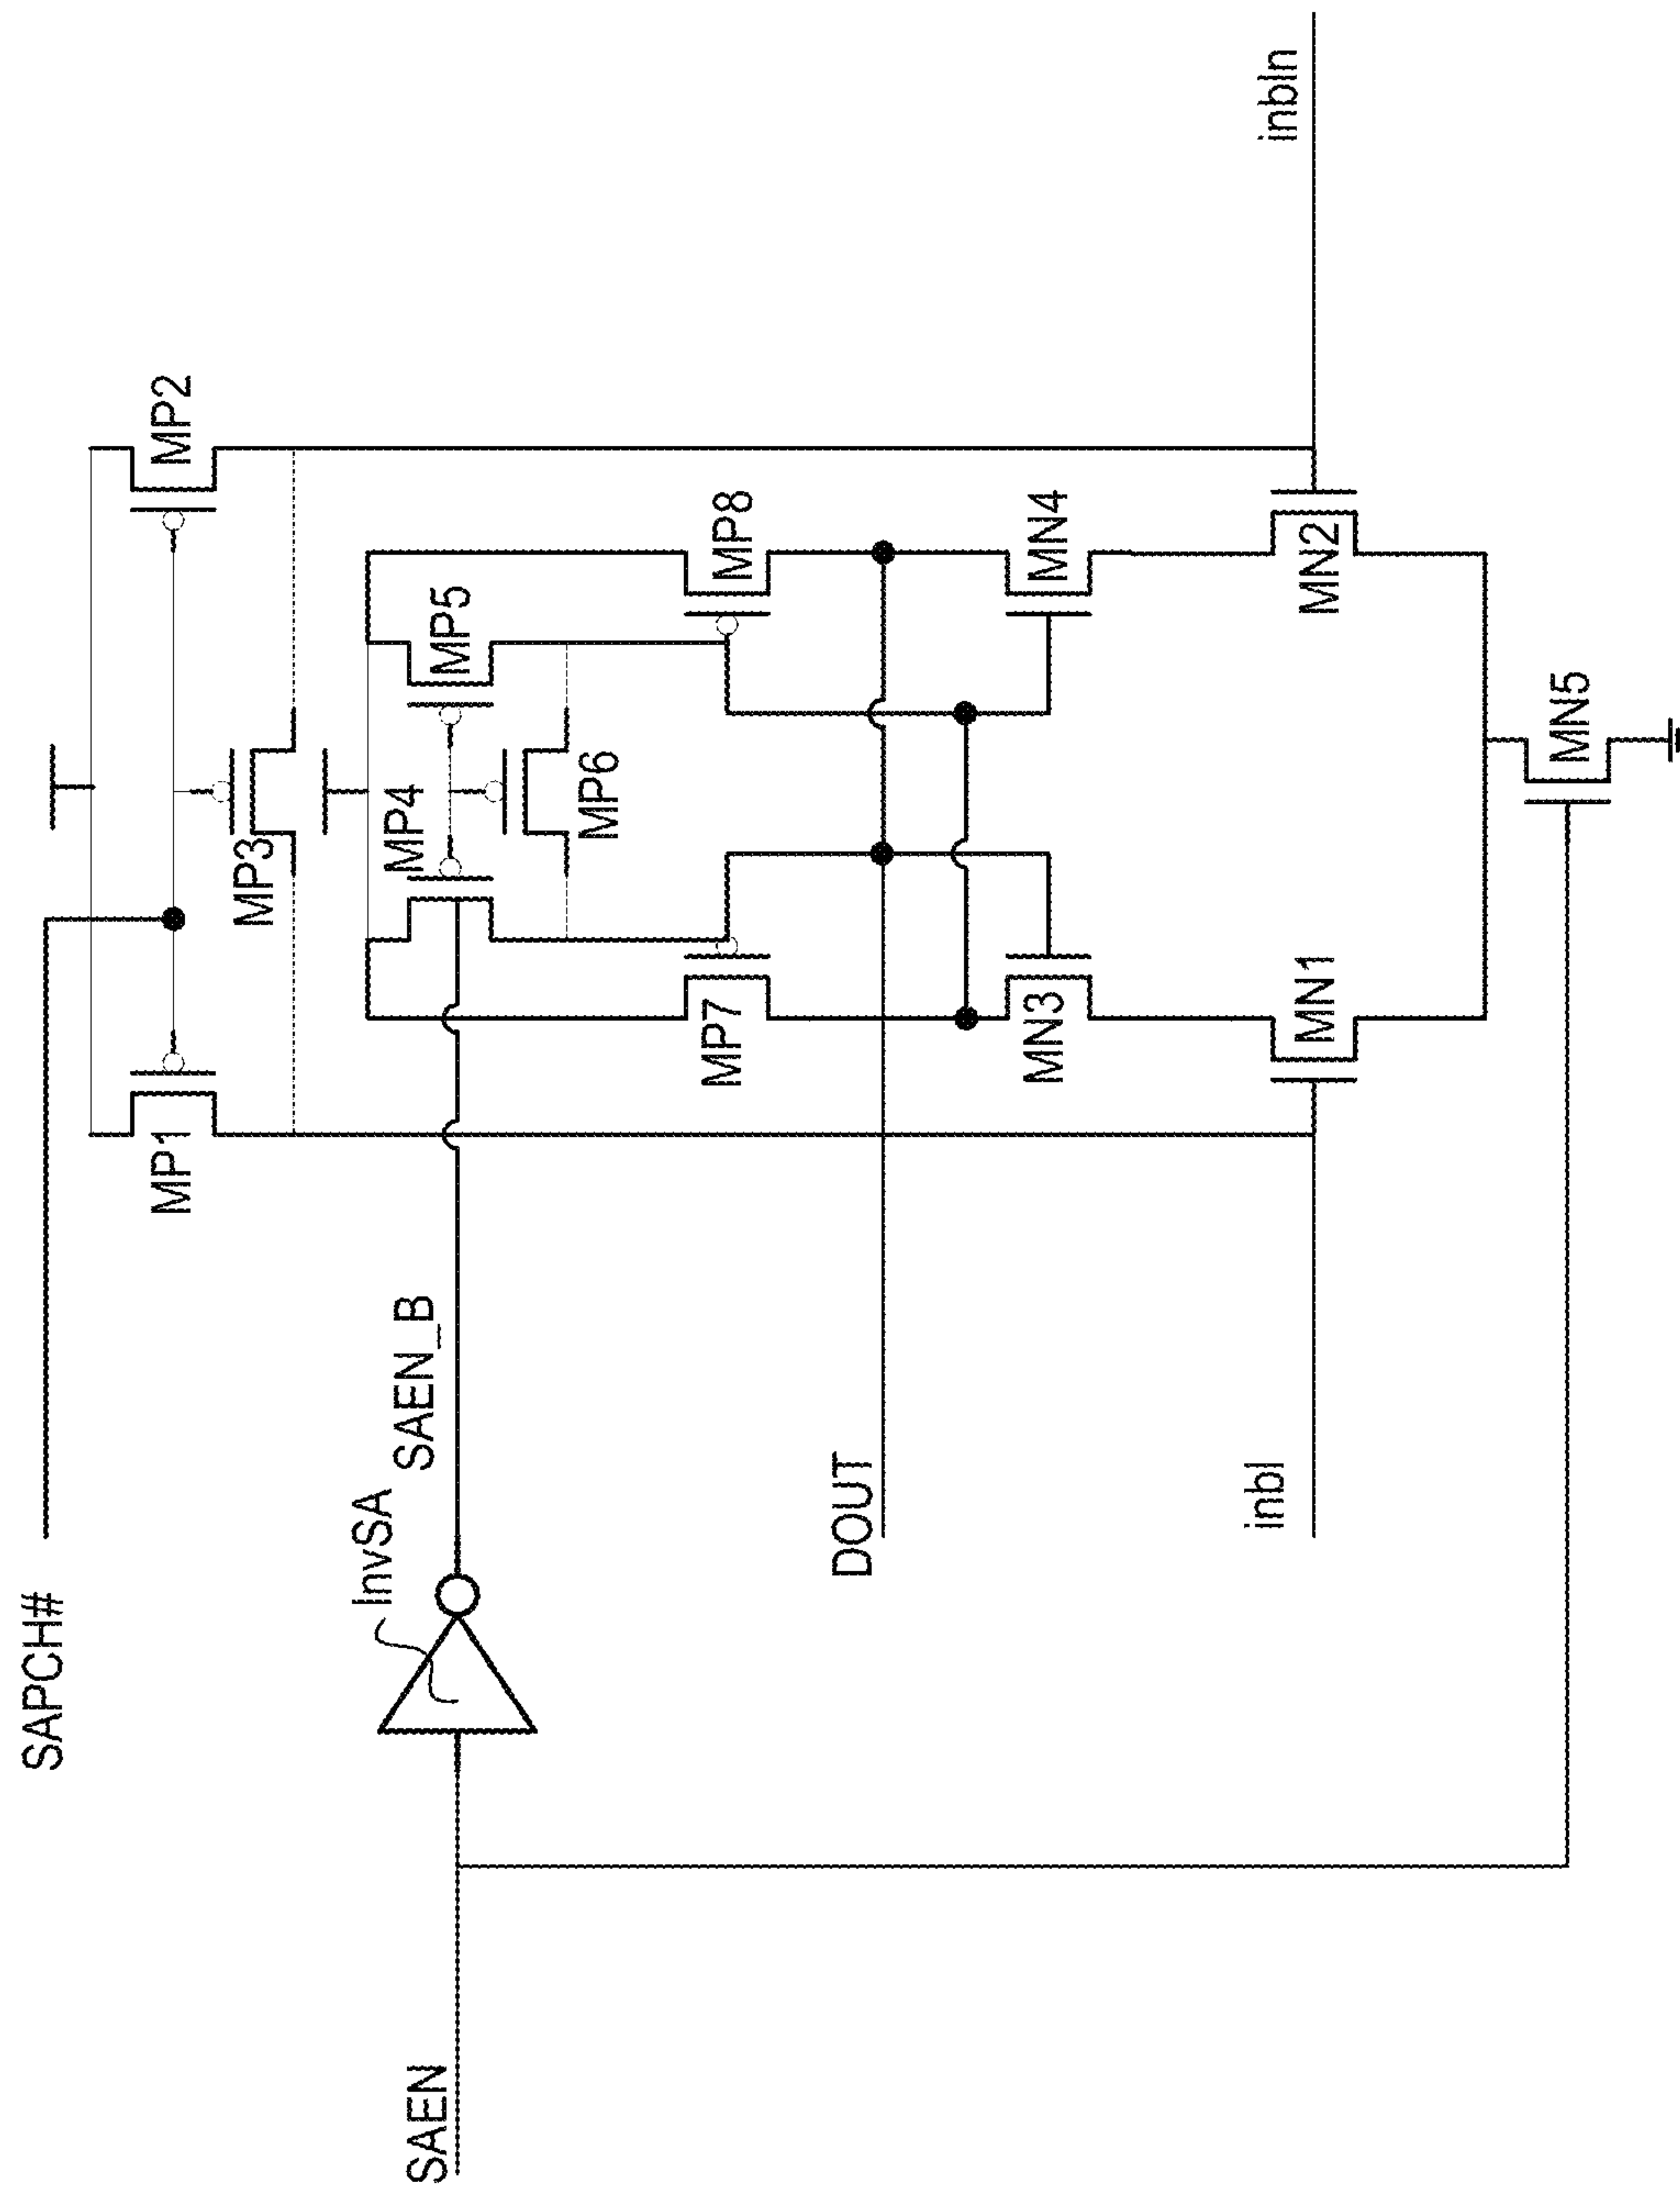 SAPCH#
MP1
MP2
MP3
SAEN
InvSA
SAEN_B
MP4
MP5
MP6
MP7
MP8
DOUT
MN3
MN4
inbl
inbln
MN1
MN2
MN5